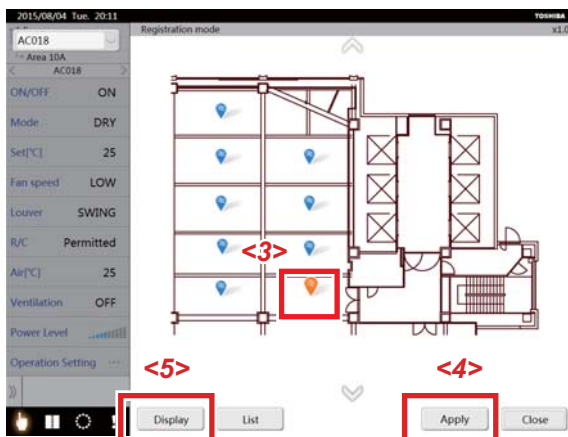 2015/08/04 Tue. 20:11
TOSHIBA
Registration mode
x1.0
AC018
Area 10A
AC018
ON/OFF ON
Mode DRY
Set[°C] 25
Fan speed LOW
Louver SWING
R/C Permitted
Air[°C] 25
Ventilation OFF
Power Level
Operation Setting ...
<3>
<5>
<4>
Display
List
Apply
Close